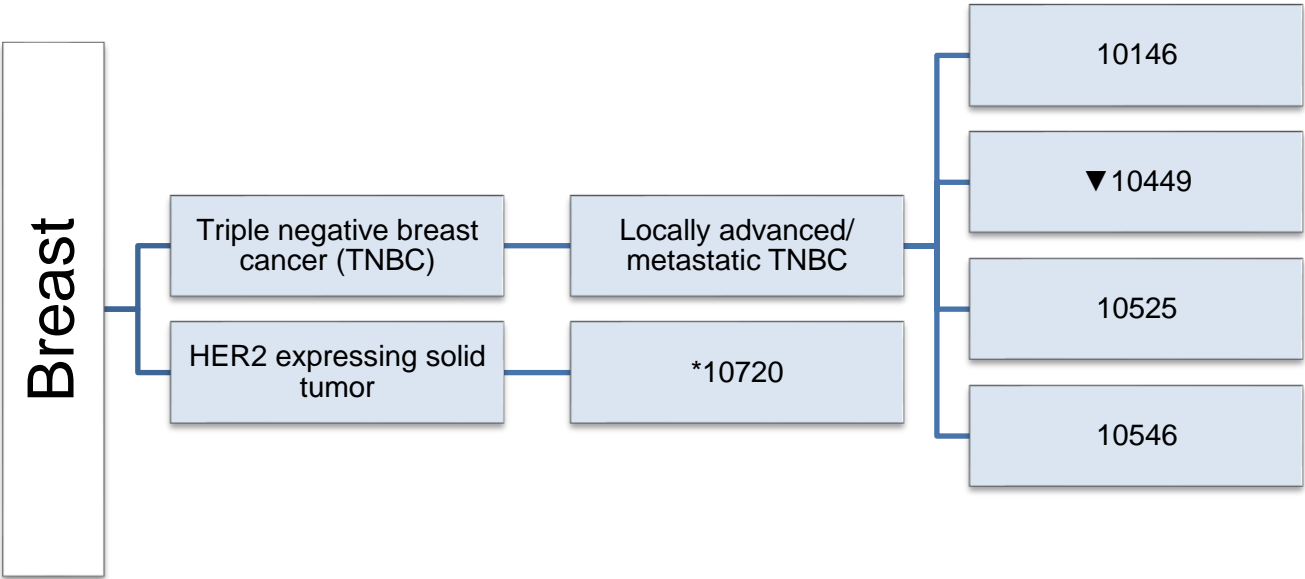 Breast
Triple negative breast
cancer (TNBC)
Locally advanced/
metastatic TNBC
10146
▼10449
10525
10546
HER2 expressing solid
tumor
*10720